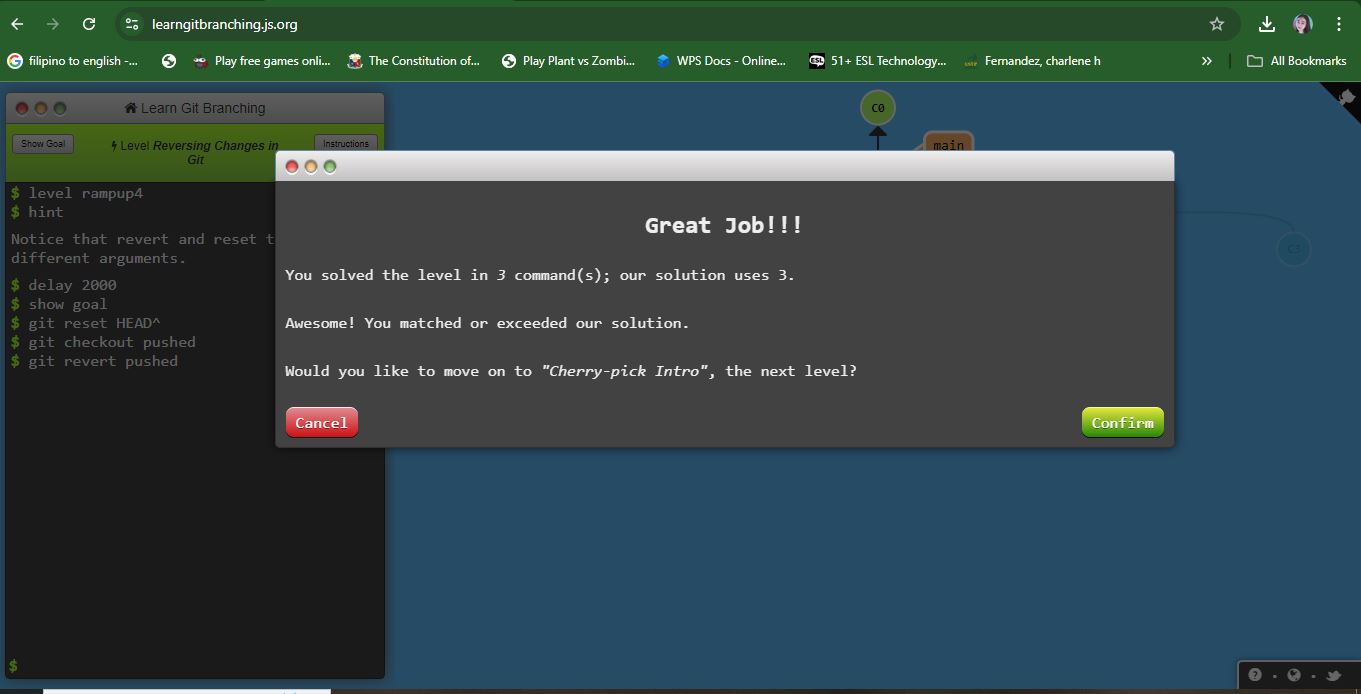 learngitbranching.js.org
filipino to english -...
Play free games onli...
The Constitution of...
Play Plant vs Zombi...
WPS Docs - Online...
51+ ESL Technology...
Fernandez, charlene h
»
All Bookmarks
Learn Git Branching
Show Goal
Level Reversing Changes in
Git
Instructions
$ level rampup4
$ hint
Notice that revert and reset t
different arguments.
$ delay 2000
$ show goal
$ git reset HEAD^
$ git checkout pushed
$ git revert pushed
$
C0
main
C3
Great Job!!!
You solved the level in 3 command(s); our solution uses 3.
Awesome! You matched or exceeded our solution.
Would you like to move on to "Cherry-pick Intro", the next level?
Cancel
Confirm